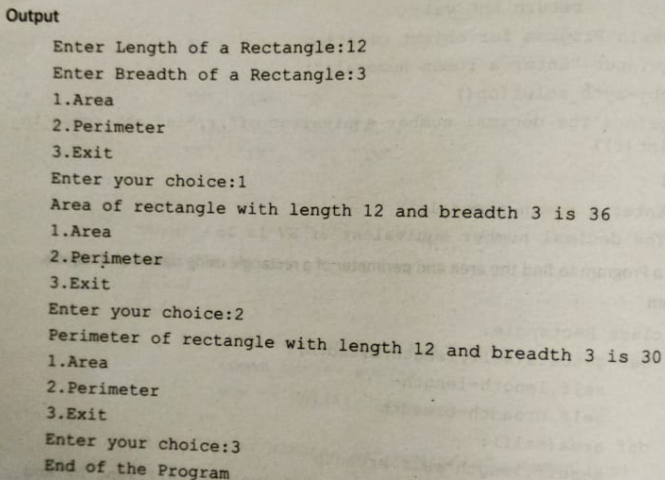 Output
Enter Length of a Rectangle:12
Enter Breadth of a Rectangle:3
1.Area
2.Perimeter
3.Exit
Enter your choice:1
Area of rectangle with length 12 and breadth 3 is 36
1.Area
2.Perimeter
3.Exit
Enter your choice:2
Perimeter of rectangle with length 12 and breadth 3 is 30
1.Area
2.Perimeter
3.Exit
Enter your choice:3
End of the Program